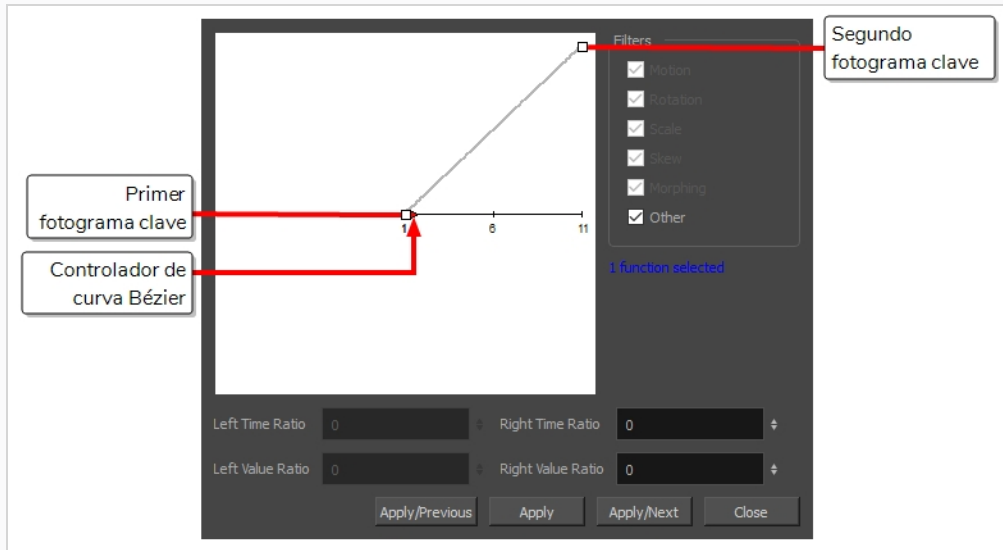 Segundo
fotograma clave
Filters
Motion
Rotation
Scale
Skew
Morphing
Other
1 function selected
Primer
fotograma clave
Controlador de
curva Bézier
1 6 11
Left Time Ratio 0 Right Time Ratio 0
Left Value Ratio 0 Right Value Ratio 0
Apply/Previous Apply Apply/Next Close